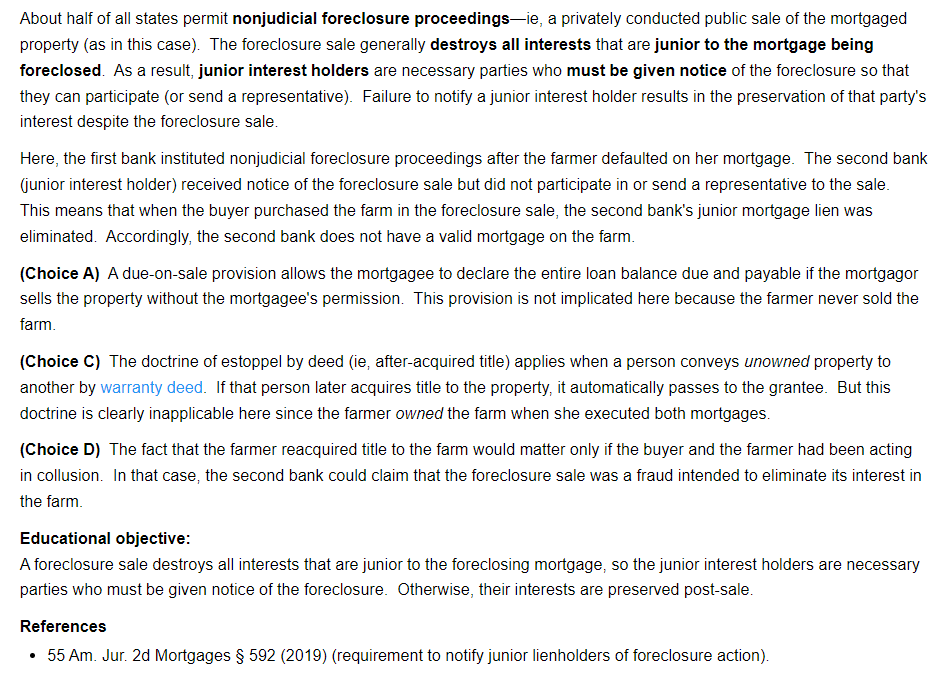 About half of all states permit nonjudicial foreclosure proceedings—ie, a privately conducted public sale of the mortgaged
property (as in this case).  The foreclosure sale generally destroys all interests that are junior to the mortgage being
foreclosed.  As a result, junior interest holders are necessary parties who must be given notice of the foreclosure so that
they can participate (or send a representative).  Failure to notify a junior interest holder results in the preservation of that party's
interest despite the foreclosure sale.
Here, the first bank instituted nonjudicial foreclosure proceedings after the farmer defaulted on her mortgage.  The second bank
(junior interest holder) received notice of the foreclosure sale but did not participate in or send a representative to the sale.
This means that when the buyer purchased the farm in the foreclosure sale, the second bank's junior mortgage lien was
eliminated.  Accordingly, the second bank does not have a valid mortgage on the farm.
(Choice A)  A due-on-sale provision allows the mortgagee to declare the entire loan balance due and payable if the mortgagor
sells the property without the mortgagee's permission.  This provision is not implicated here because the farmer never sold the
farm.
(Choice C)  The doctrine of estoppel by deed (ie, after-acquired title) applies when a person conveys unowned property to
another by warranty deed.  If that person later acquires title to the property, it automatically passes to the grantee.  But this
doctrine is clearly inapplicable here since the farmer owned the farm when she executed both mortgages.
(Choice D)  The fact that the farmer reacquired title to the farm would matter only if the buyer and the farmer had been acting
in collusion.  In that case, the second bank could claim that the foreclosure sale was a fraud intended to eliminate its interest in
the farm.
Educational objective:
A foreclosure sale destroys all interests that are junior to the foreclosing mortgage, so the junior interest holders are necessary
parties who must be given notice of the foreclosure.  Otherwise, their interests are preserved post-sale.
References
• 55 Am. Jur. 2d Mortgages § 592 (2019) (requirement to notify junior lienholders of foreclosure action).